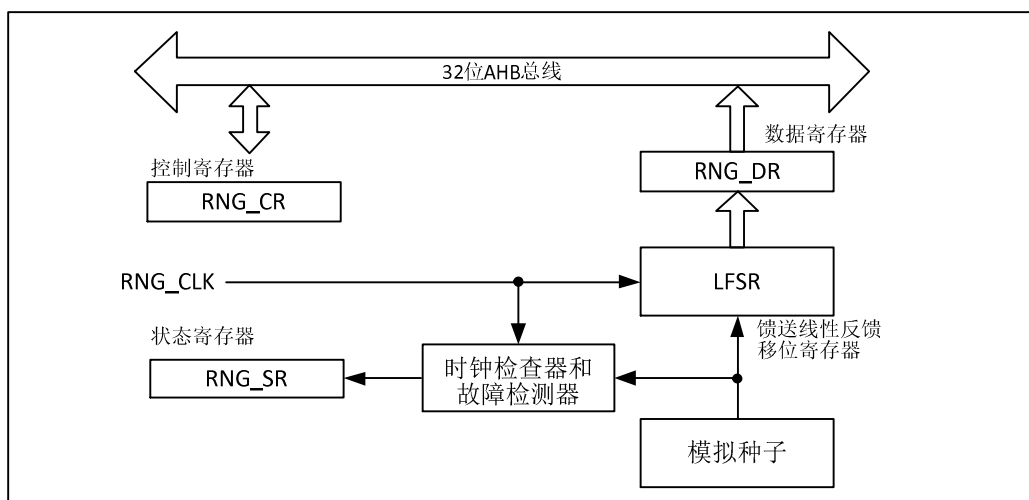 32位AHB总线
数据寄存器
控制寄存器
RNG_DR
RNG_CR
RNG_CLK
LFSR
状态寄存器
馈送线性反馈
移位寄存器
RNG_SR
时钟检查器和
故障检测器
模拟种子